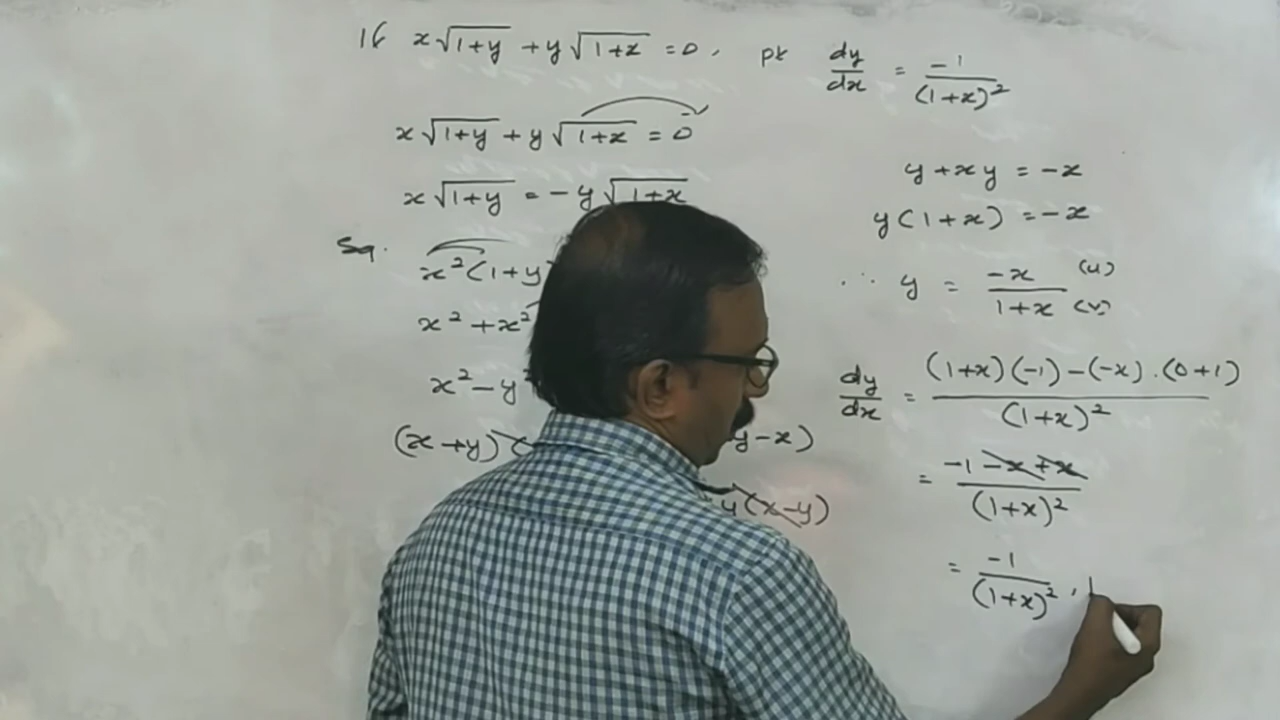 If x√(1+y) + y√(1+x) = 0, pt dy/dx = -1/(1+x)²
x√(1+y) + y√(1+x) = 0
x√(1+y) = -y√(1+x)
Sq. x²(1+y
x² + x²
x² - y
(x+y) ( y-x)
y(x-y)
y + xy = -x
y(1+x) = -x
∴ y = -x (u) / 1+x (v)
dy/dx = (1+x)(-1) - (-x).(0+1) / (1+x)²
= -1 - x + x / (1+x)²
= -1 / (1+x)²,